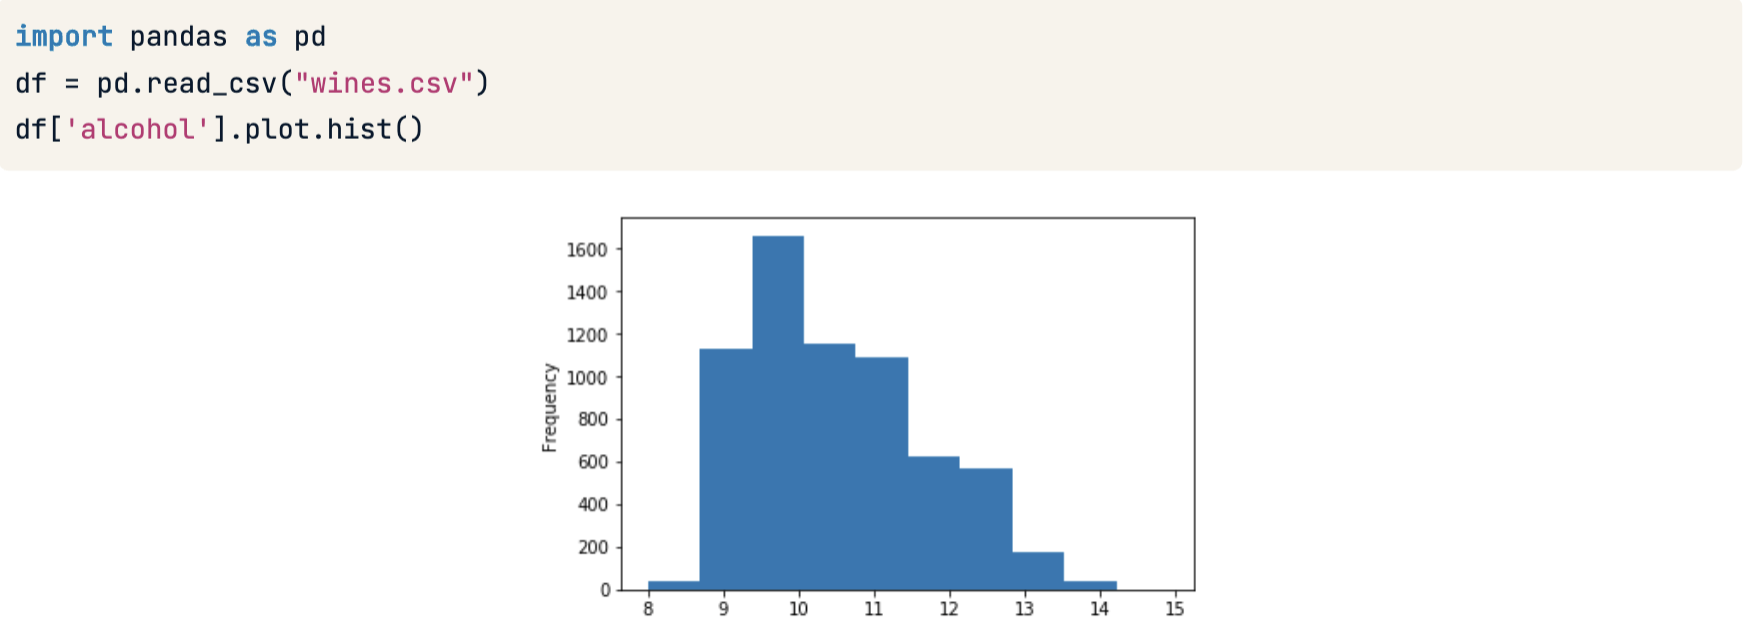 import pandas as pd
df = pd.read_csv("wines.csv")
df['alcohol'].plot.hist()
1600
1400
1200
1000
800
600
400
200
0
Frequency
8 9 10 11 12 13 14 15